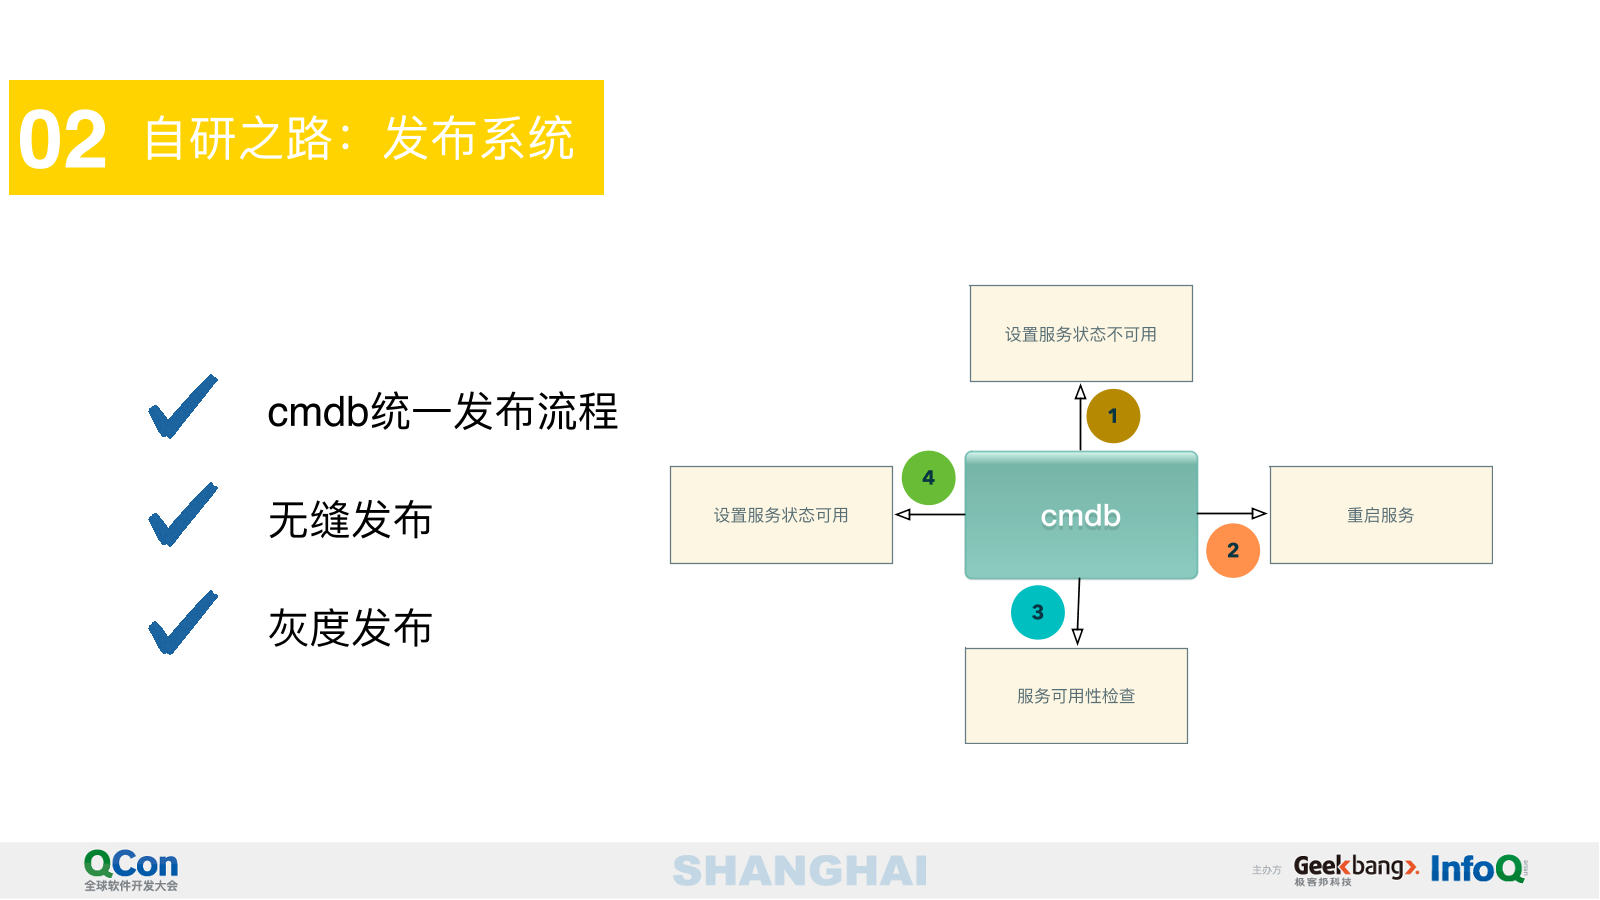 02 自研之路：发布系统
cmdb统一发布流程
无缝发布
灰度发布
设置服务状态不可用
1
4
设置服务状态可用
cmdb
重启服务
2
3
服务可用性检查
QCon
全球软件开发大会
SHANGHAI
主办方
Geekbang>.
极客邦科技
InfoQ